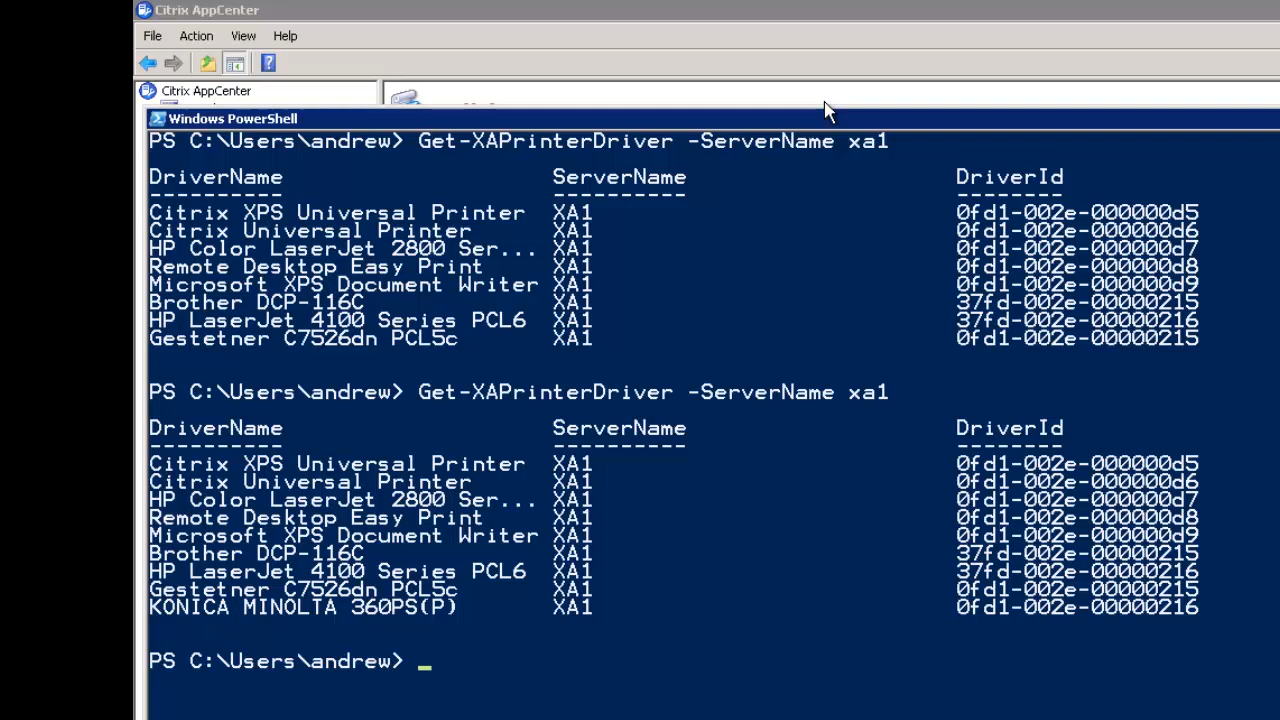 Citrix AppCenter
File Action View Help
Citrix AppCenter
Windows PowerShell
PS C:\Users\andrew> Get-XAPrinterDriver -ServerName xa1
DriverName ServerName DriverId
---------- ---------- --------
Citrix XPS Universal Printer XA1 0fd1-002e-000000d5
Citrix Universal Printer XA1 0fd1-002e-000000d6
HP Color LaserJet 2800 Ser... XA1 0fd1-002e-000000d7
Remote Desktop Easy Print XA1 0fd1-002e-000000d8
Microsoft XPS Document Writer XA1 0fd1-002e-000000d9
Brother DCP-116C XA1 37fd-002e-00000215
HP LaserJet 4100 Series PCL6 XA1 37fd-002e-00000216
Gestetner C7526dn PCL5c XA1 0fd1-002e-00000215
PS C:\Users\andrew> Get-XAPrinterDriver -ServerName xa1
DriverName ServerName DriverId
---------- ---------- --------
Citrix XPS Universal Printer XA1 0fd1-002e-000000d5
Citrix Universal Printer XA1 0fd1-002e-000000d6
HP Color LaserJet 2800 Ser... XA1 0fd1-002e-000000d7
Remote Desktop Easy Print XA1 0fd1-002e-000000d8
Microsoft XPS Document Writer XA1 0fd1-002e-000000d9
Brother DCP-116C XA1 37fd-002e-00000215
HP LaserJet 4100 Series PCL6 XA1 37fd-002e-00000216
Gestetner C7526dn PCL5c XA1 0fd1-002e-00000215
KONICA MINOLTA 360PS(P) XA1 0fd1-002e-00000216
PS C:\Users\andrew> _